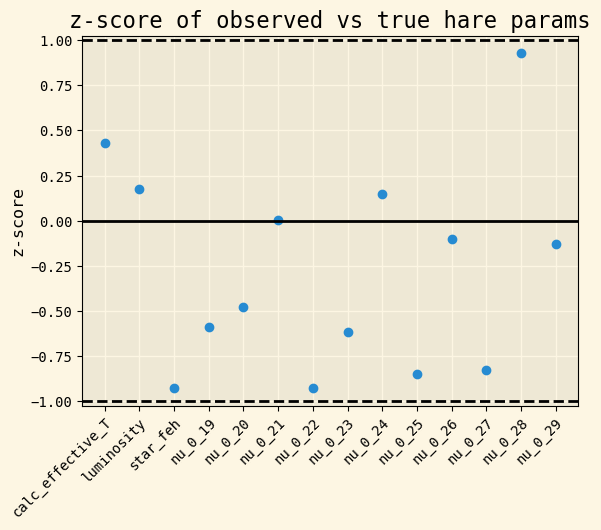 z-score of observed vs true hare params
z-score
1.00
0.75
0.50
0.25
0.00
−0.25
−0.50
−0.75
−1.00
calc_effective_T
luminosity
star_feh
nu_0_19
nu_0_20
nu_0_21
nu_0_22
nu_0_23
nu_0_24
nu_0_25
nu_0_26
nu_0_27
nu_0_28
nu_0_29